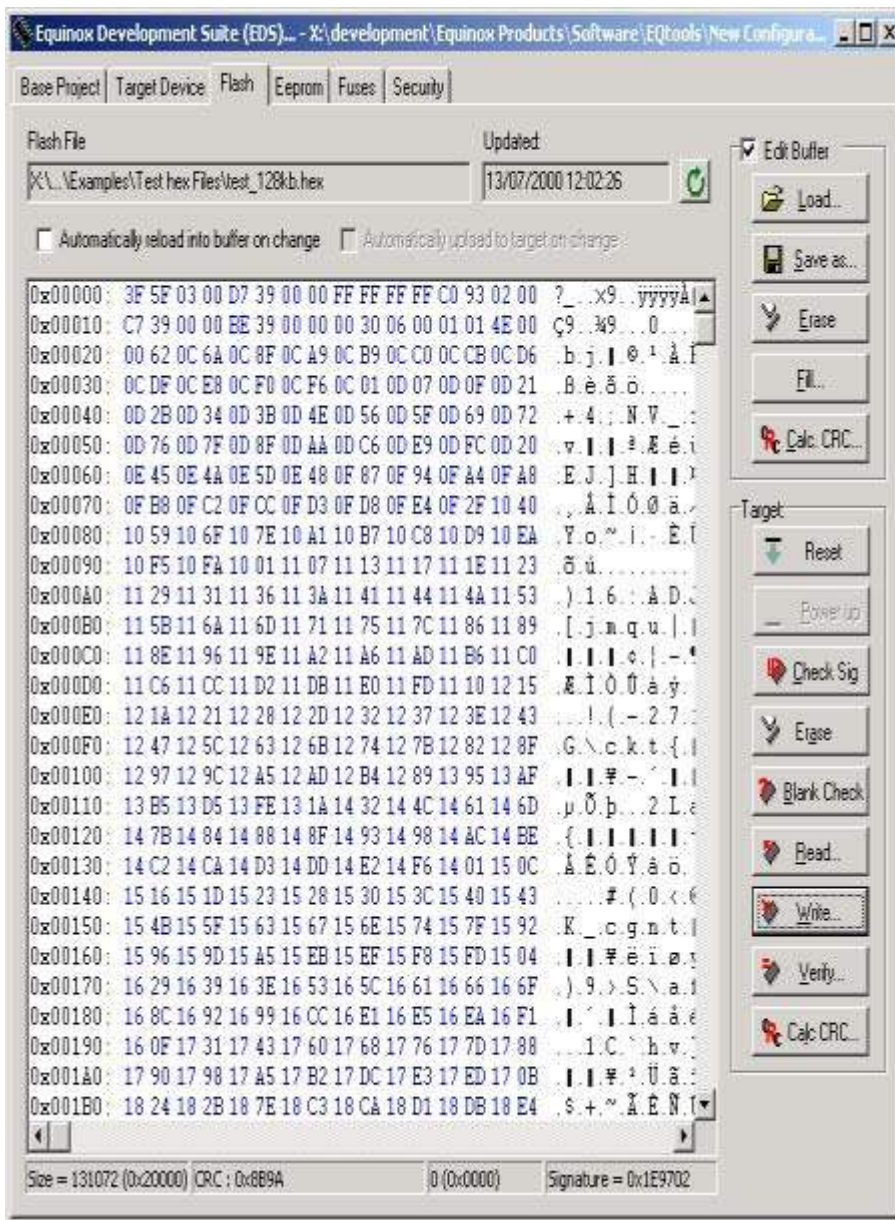 Equinox Development Suite (EDS)... - X:\development\Equinox Products\Software\EQtools\New Configura...
Base Project Target Device Flash Eeprom Fuses Security
Flash File Updated:
X:\...\Examples\Test hex Files\test_128kb.hex 13/07/2000 12:02:26
Automatically reload into buffer on change Automatically upload to target on change
0x00000: 3F 5F 03 00 D7 39 00 00 FF FF FF FF C0 93 02 00
0x00010: C7 39 00 00 BE 39 00 00 00 30 06 00 01 01 4E 00
0x00020: 00 62 0C 6A 0C 8F 0C A9 0C B9 0C C0 0C CB 0C D6
0x00030: 0C DF 0C E8 0C F0 0C F6 0C 01 0D 07 0D 0F 0D 21
0x00040: 0D 2B 0D 34 0D 3B 0D 4E 0D 56 0D 5F 0D 69 0D 72
0x00050: 0D 76 0D 7F 0D 8F 0D AA 0D C6 0D E9 0D FC 0D 20
0x00060: 0E 45 0E 4A 0E 5D 0E 48 0F 87 0F 94 0F A4 0F A8
0x00070: 0F B8 0F C2 0F CC 0F D3 0F D8 0F E4 0F 2F 10 40
0x00080: 10 59 10 6F 10 7E 10 A1 10 B7 10 C8 10 D9 10 EA
0x00090: 10 F5 10 FA 10 01 11 07 11 13 11 17 11 1E 11 23
0x000A0: 11 29 11 31 11 36 11 3A 11 41 11 44 11 4A 11 53
0x000B0: 11 5B 11 6A 11 6D 11 71 11 75 11 7C 11 86 11 89
0x000C0: 11 8E 11 96 11 9E 11 A2 11 A6 11 AD 11 B6 11 C0
0x000D0: 11 C6 11 CC 11 D2 11 DB 11 E0 11 FD 11 10 12 15
0x000E0: 12 1A 12 21 12 28 12 2D 12 32 12 37 12 3E 12 43
0x000F0: 12 47 12 5C 12 63 12 6B 12 74 12 7B 12 82 12 8F
0x00100: 12 97 12 9C 12 A5 12 AD 12 B4 12 89 13 95 13 AF
0x00110: 13 B5 13 D5 13 FE 13 1A 14 32 14 4C 14 61 14 6D
0x00120: 14 7B 14 84 14 88 14 8F 14 93 14 98 14 AC 14 BE
0x00130: 14 C2 14 CA 14 D3 14 DD 14 E2 14 F6 14 01 15 0C
0x00140: 15 16 15 1D 15 23 15 28 15 30 15 3C 15 40 15 43
0x00150: 15 4B 15 5F 15 63 15 67 15 6E 15 74 15 7F 15 92
0x00160: 15 96 15 9D 15 A5 15 EB 15 EF 15 F8 15 FD 15 04
0x00170: 16 29 16 39 16 3E 16 53 16 5C 16 61 16 66 16 6F
0x00180: 16 8C 16 92 16 99 16 CC 16 E1 16 E5 16 EA 16 F1
0x00190: 16 0F 17 31 17 43 17 60 17 68 17 76 17 7D 17 88
0x001A0: 17 90 17 98 17 A5 17 B2 17 DC 17 E3 17 ED 17 0B
0x001B0: 18 24 18 2B 18 7E 18 C3 18 CA 18 D1 18 DB 18 E4
Size = 131072 (0x20000) CRC : 0x8B9A 0 (0x0000) Signature = 0x1E9702
Edit Buffer
Load...
Save as...
Erase
Fill...
Calc. CRC...
Target:
Reset
Power up
Check Sig
Erase
Blank Check
Read...
Write...
Verify...
Calc CRC...